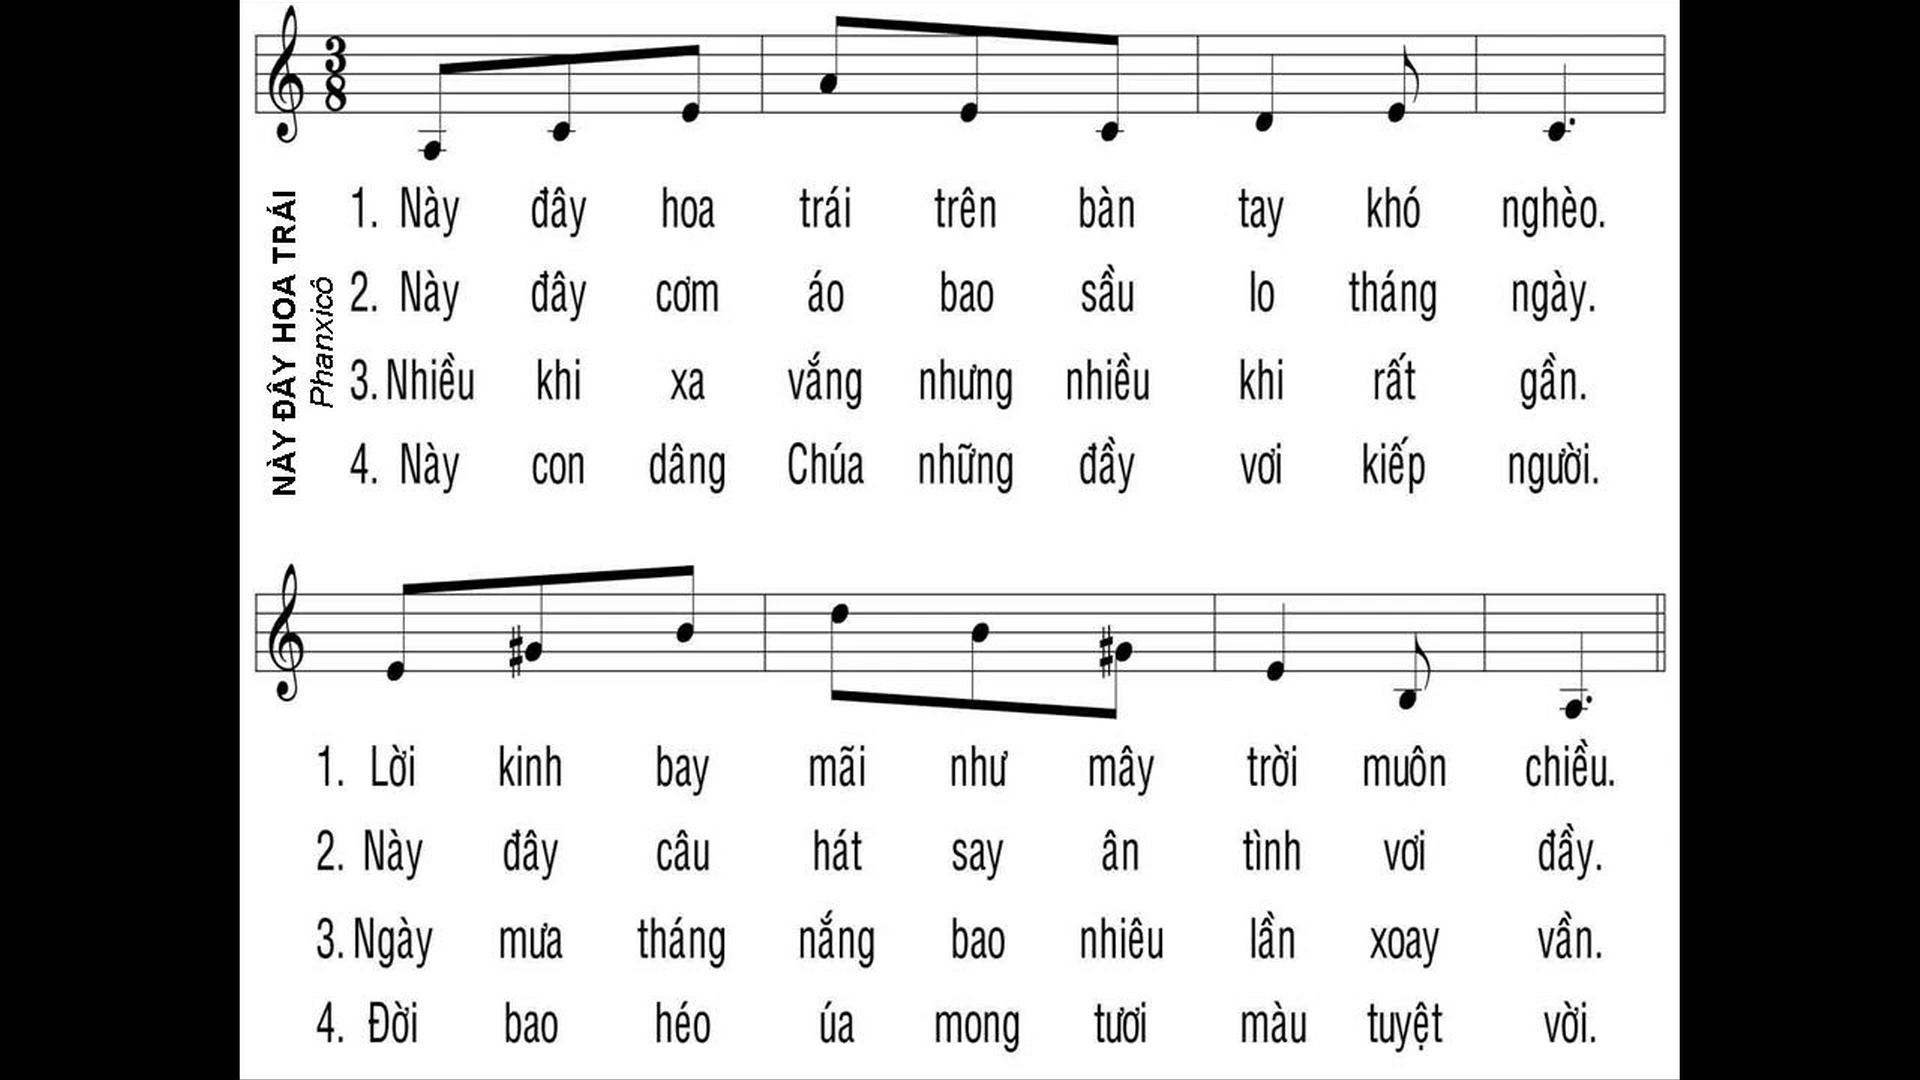 NÀY ĐÂY HOA TRÁI
Phanxicô
3
8
1. Này đây hoa trái trên bàn tay khó nghèo.
2. Này đây cơm áo bao sầu lo tháng ngày.
3. Nhiều khi xa vắng nhưng nhiều khi rất gần.
4. Này con dâng Chúa những đầy vơi kiếp người.
1. Lời kinh bay mãi như mây trời muôn chiều.
2. Này đây câu hát say ân tình vơi đầy.
3. Ngày mưa tháng nắng bao nhiêu lần xoay vần.
4. Đời bao héo úa mong tươi màu tuyệt vời.